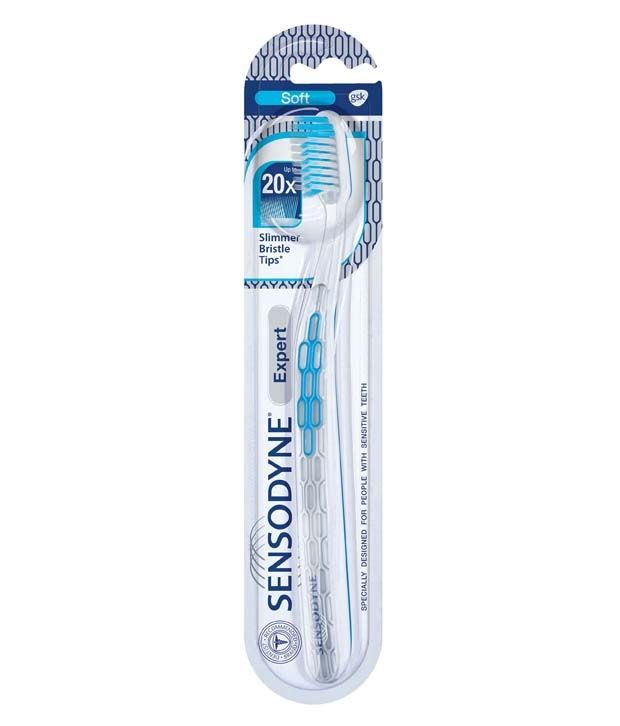 Soft
gsk
Up to
20x
Slimmer
Bristle
Tips*
Expert
SENSODYNE®
SPECIALLY DESIGNED FOR PEOPLE WITH SENSITIVE TEETH
SENSODYNE